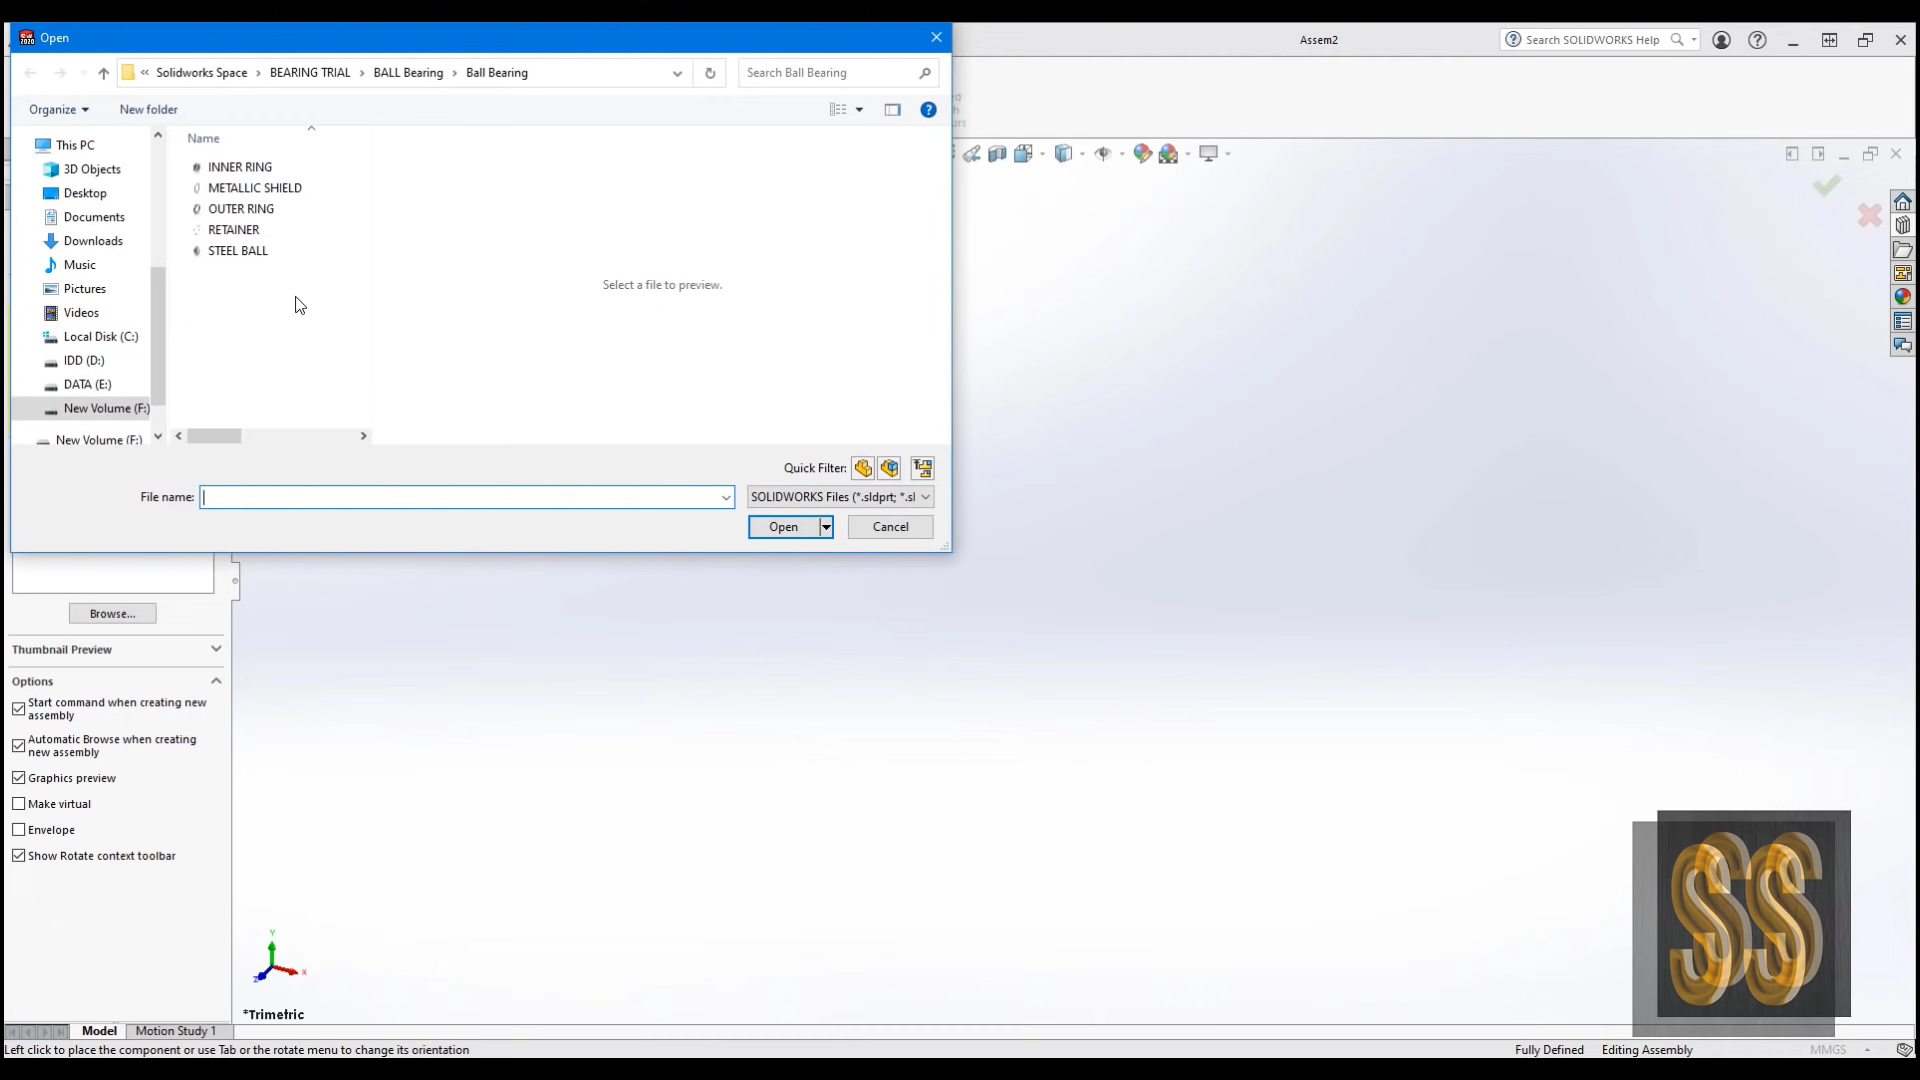 Open
Assem2
Search SOLIDWORKS Help
« Solidworks Space › BEARING TRIAL › BALL Bearing › Ball Bearing
Search Ball Bearing
Organize
New folder
Name
This PC
3D Objects
Desktop
Documents
Downloads
Music
Pictures
Videos
Local Disk (C:)
IDD (D:)
DATA (E:)
New Volume (F:)
New Volume (F:)
INNER RING
METALLIC SHIELD
OUTER RING
RETAINER
STEEL BALL
Select a file to preview.
Quick Filter:
File name:
SOLIDWORKS Files (*.sldprt; *.sl
Open
Cancel
Browse...
Thumbnail Preview
Options
Start command when creating new
assembly
Automatic Browse when creating
new assembly
Graphics preview
Make virtual
Envelope
Show Rotate context toolbar
Y
X
Z
*Trimetric
SS
Model
Motion Study 1
Left click to place the component or use Tab or the rotate menu to change its orientation
Fully Defined
Editing Assembly
MMGS